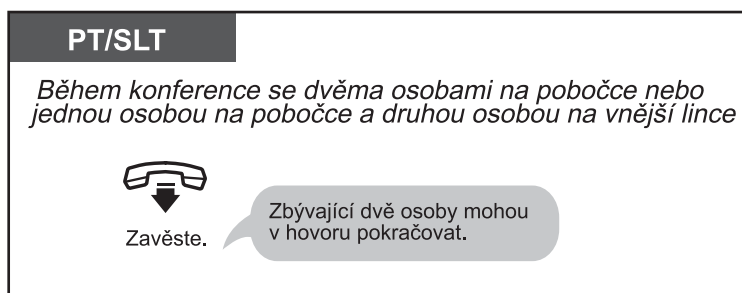 PT/SLT
Během konference se dvěma osobami na pobočce nebo
jednou osobou na pobočce a druhou osobou na vnější lince
Zavěste.
Zbývající dvě osoby mohou
v hovoru pokračovat.